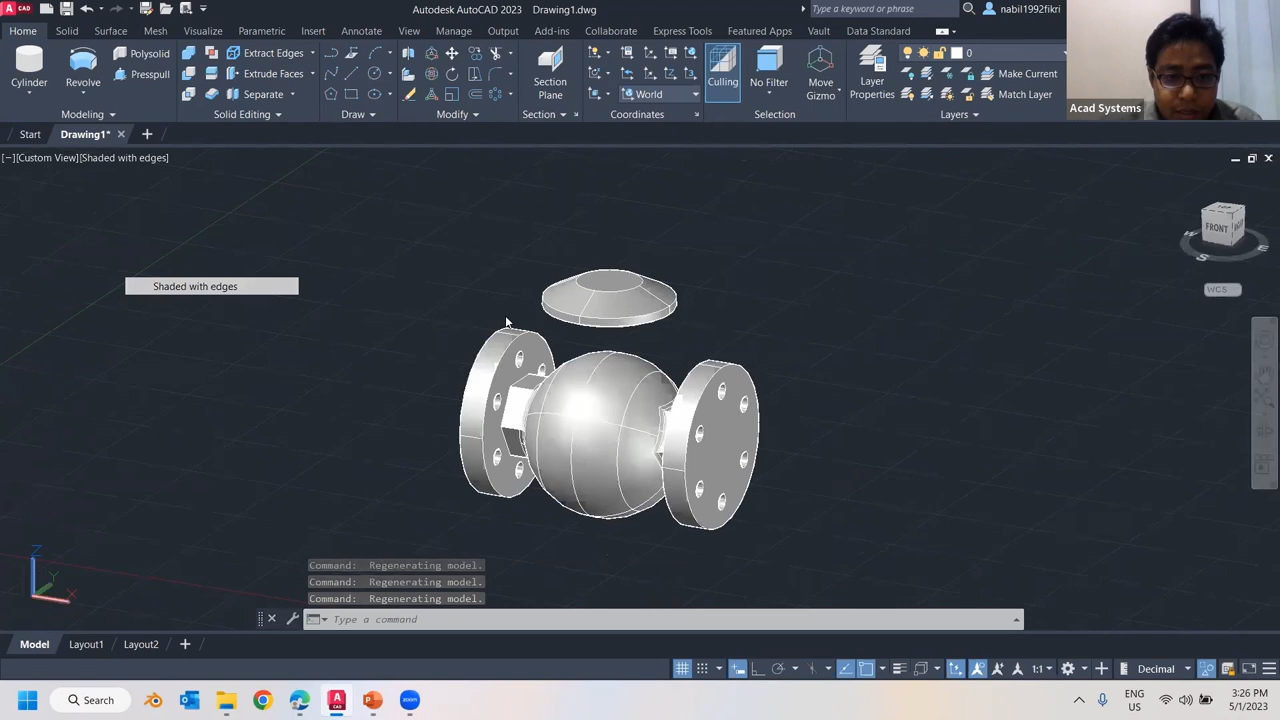 CAD
Autodesk AutoCAD 2023 Drawing1.dwg
Type a keyword or phrase
nabil1992fikri
Home Solid Surface Mesh Visualize Parametric Insert Annotate View Manage Output Add-ins Collaborate Express Tools Featured Apps Vault Data Standard
Cylinder
Revolve
Polysolid
Presspull
Modeling
Extract Edges
Extrude Faces
Separate
Solid Editing
Draw
Modify
Section Plane
Section
World
Coordinates
Culling
No Filter
Move Gizmo
Selection
Layer Properties
0
Make Current
Match Layer
Layers
Acad Systems
Start
Drawing1*
[−][Custom View][Shaded with edges]
Shaded with edges
TOP
FRONT
W
S
WCS
Z
Y
X
Command: Regenerating model.
Command: Regenerating model.
Command: Regenerating model.
Type a command
Model Layout1 Layout2
1:1
Decimal
Search
ENG
US
3:26 PM
5/1/2023